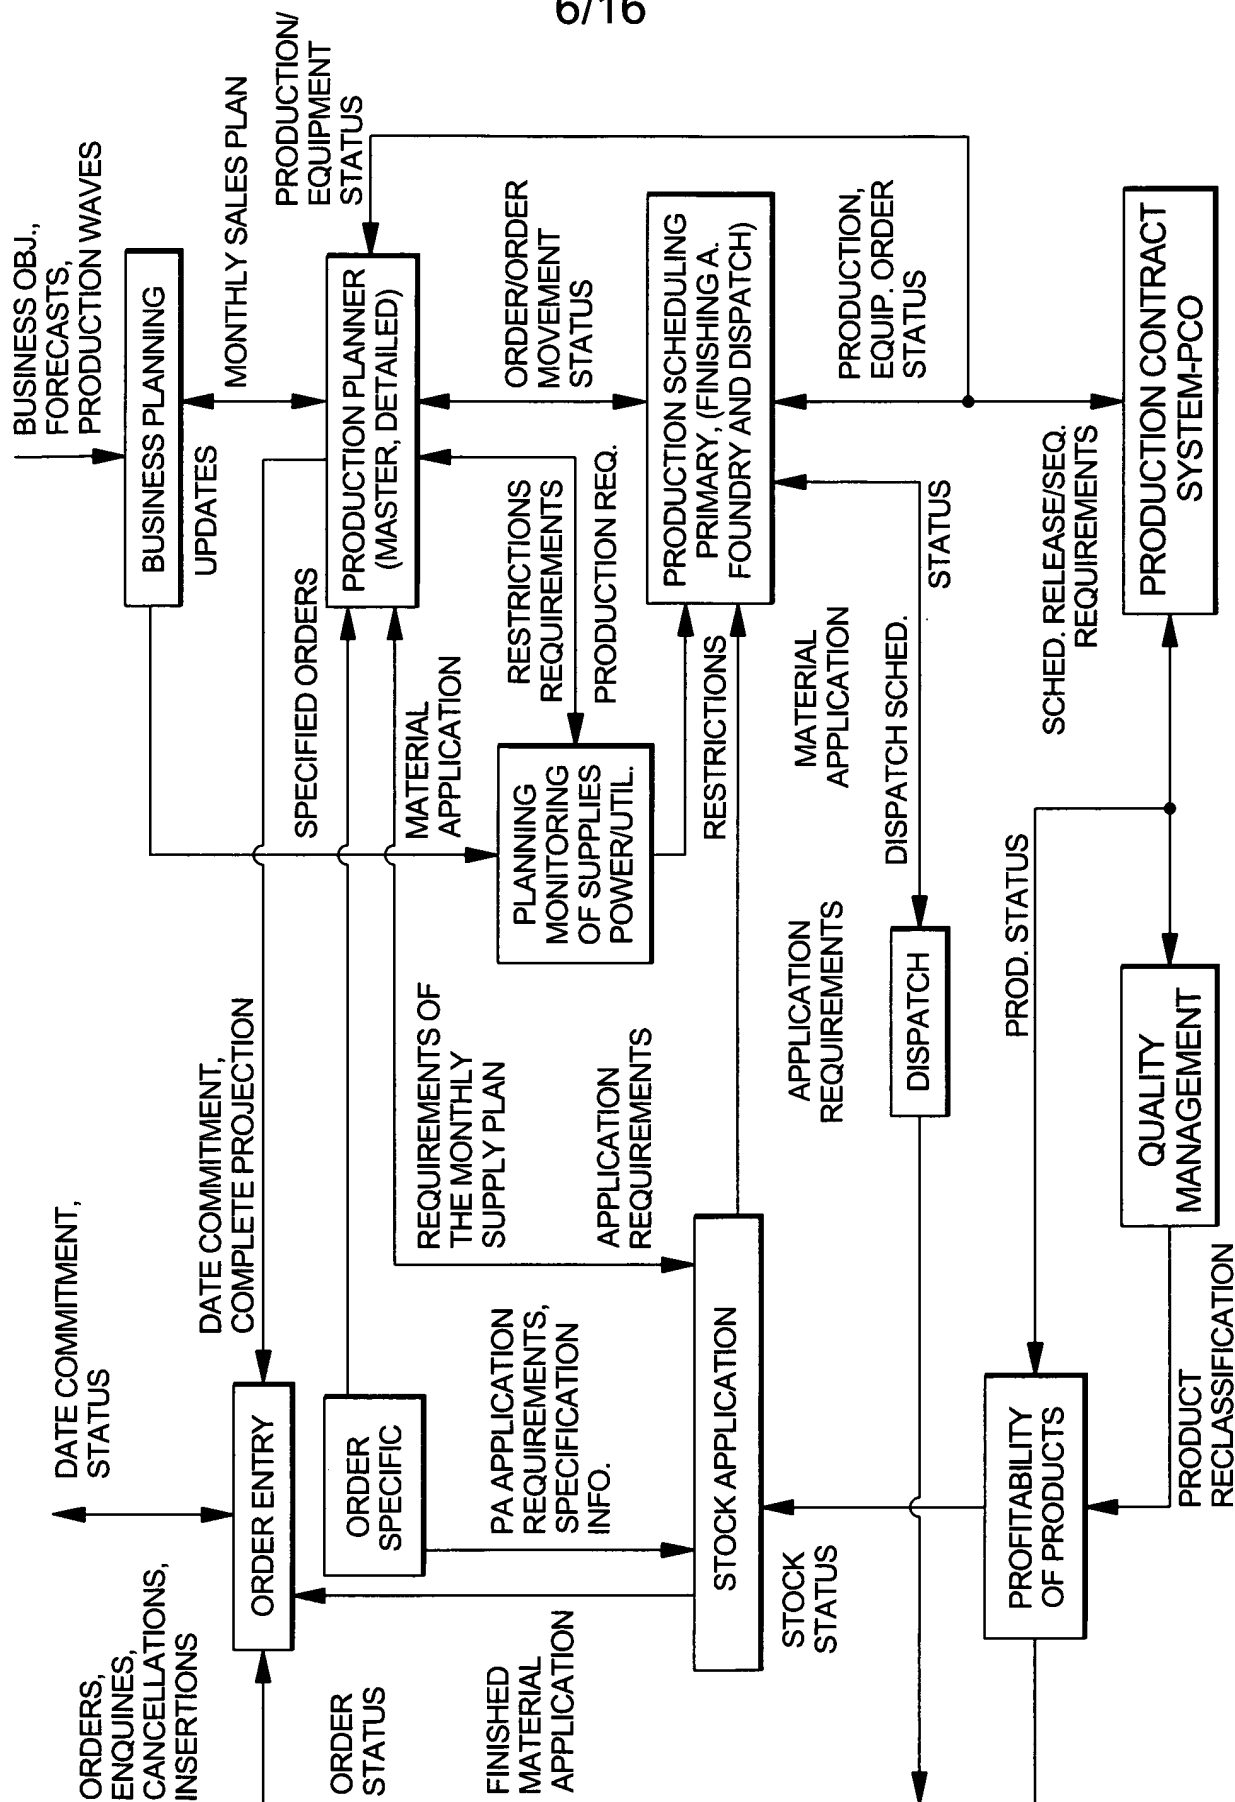 6/16
BUSINESS OBJ.,
FORECASTS,
PRODUCTION WAVES
BUSINESS PLANNING
UPDATES
MONTHLY SALES PLAN
PRODUCTION/
EQUIPMENT
STATUS
PRODUCTION PLANNER
(MASTER, DETAILED)
SPECIFIED ORDERS
MATERIAL
APPLICATION
ORDER/ORDER
MOVEMENT
STATUS
RESTRICTIONS
REQUIREMENTS
PRODUCTION REQ.
PLANNING
MONITORING
OF SUPPLIES
POWER/UTIL.
PRODUCTION SCHEDULING
PRIMARY, (FINISHING A.
FOUNDRY AND DISPATCH)
RESTRICTIONS
PRODUCTION,
EQUIP. ORDER
STATUS
MATERIAL
APPLICATION
DISPATCH SCHED.
STATUS
SCHED. RELEASE/SEQ.
REQUIREMENTS
PRODUCTION CONTRACT
SYSTEM-PCO
DATE COMMITMENT,
STATUS
DATE COMMITMENT,
COMPLETE PROJECTION
REQUIREMENTS OF
THE MONTHLY
SUPPLY PLAN
APPLICATION
REQUIREMENTS
APPLICATION
REQUIREMENTS
DISPATCH
PROD. STATUS
QUALITY
MANAGEMENT
ORDERS,
ENQUINES,
CANCELLATIONS,
INSERTIONS
ORDER ENTRY
ORDER
SPECIFIC
ORDER
STATUS
PA APPLICATION
REQUIREMENTS,
SPECIFICATION
INFO.
FINISHED
MATERIAL
APPLICATION
STOCK APPLICATION
STOCK
STATUS
PROFITABILITY
OF PRODUCTS
PRODUCT
RECLASSIFICATION